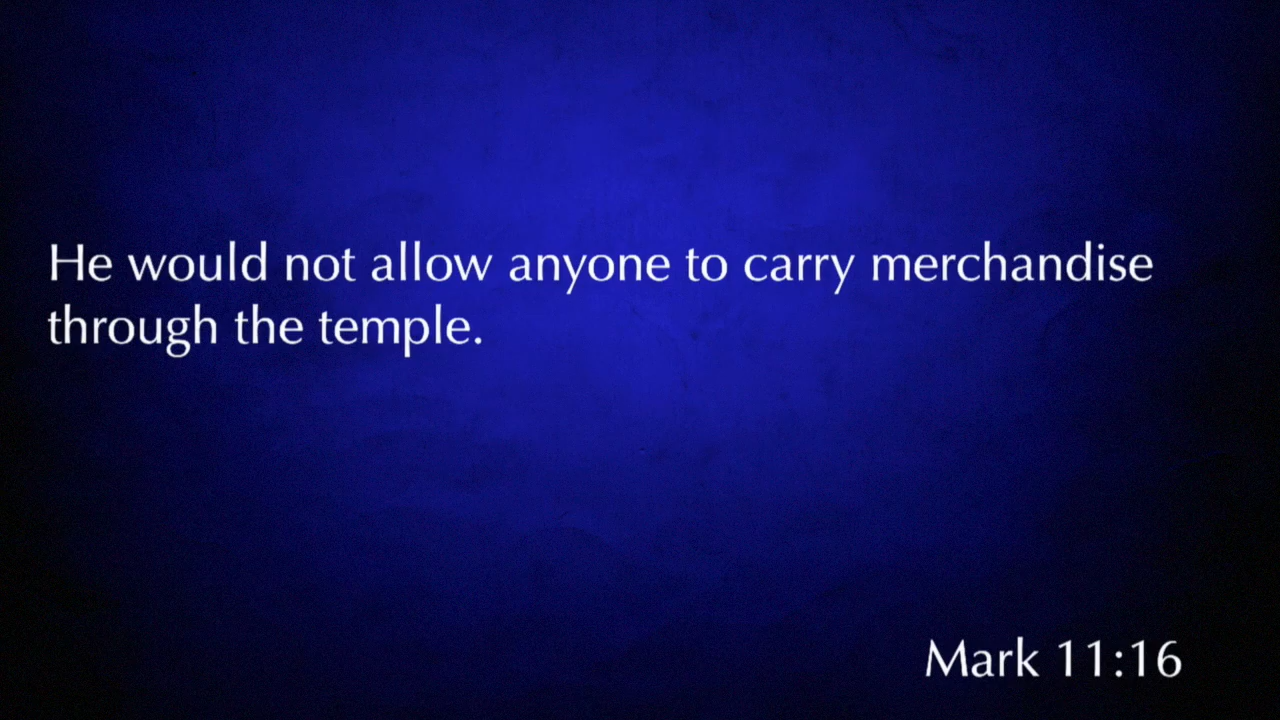 He would not allow anyone to carry merchandise
through the temple.
Mark 11:16